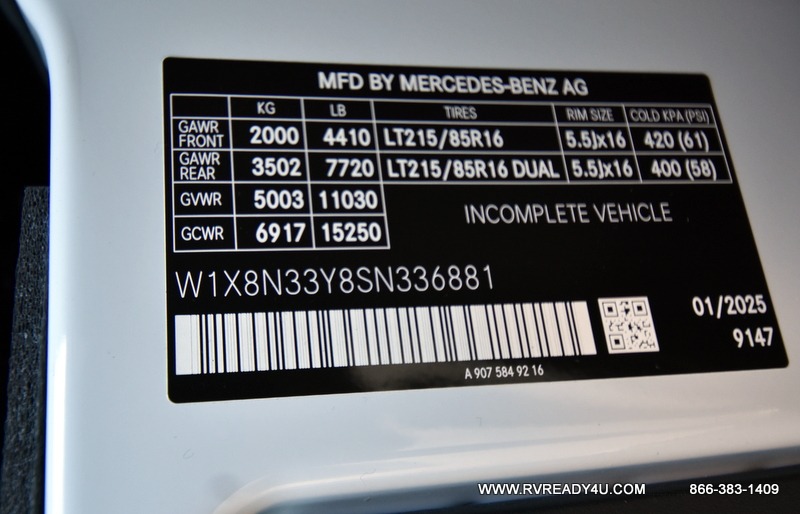 MFD BY MERCEDES-BENZ AG
KG LB TIRES RIM SIZE COLD KPA (PSI)
GAWR FRONT 2000 4410 LT215/85R16 5.5Jx16 420 (61)
GAWR REAR 3502 7720 LT215/85R16 DUAL 5.5Jx16 400 (58)
GVWR 5003 11030
INCOMPLETE VEHICLE
GCWR 6917 15250
W1X8N33Y8SN336881
01/2025
9147
A 907 584 92 16
WWW.RVREADY4U.COM 866-383-1409